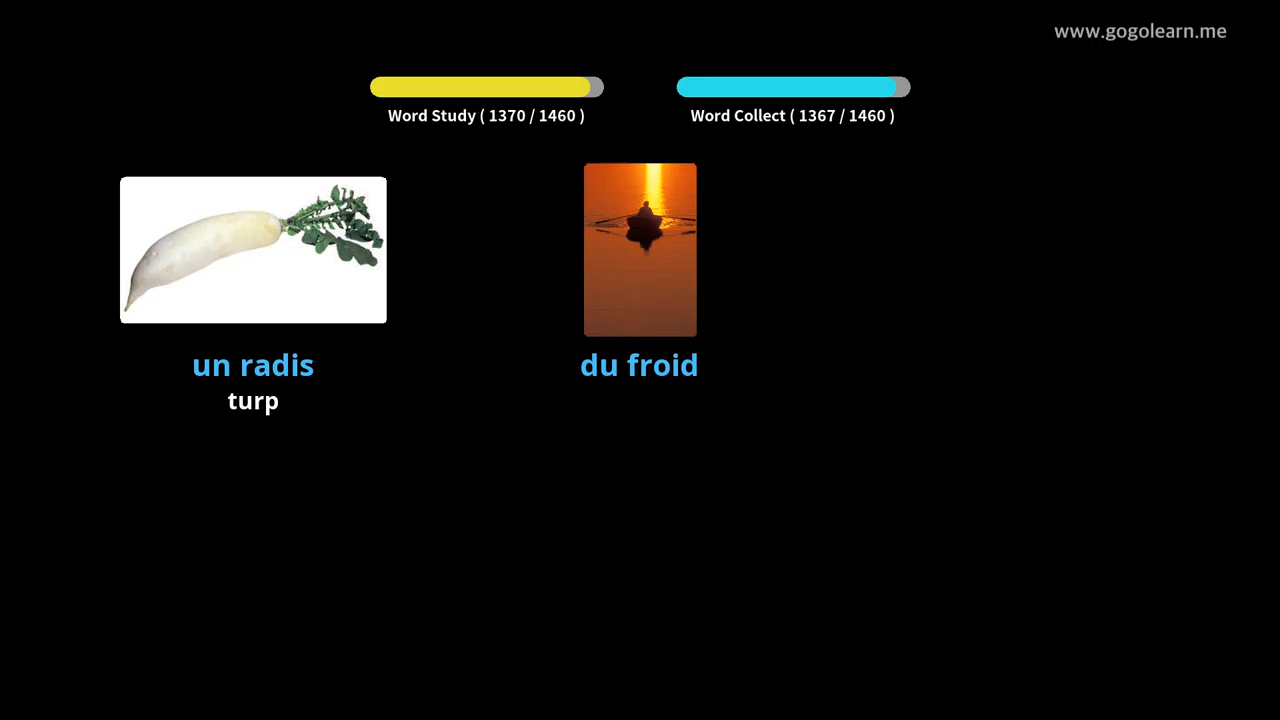 www.gogolearn.me
Word Study ( 1370 / 1460 )
Word Collect ( 1367 / 1460 )
un radis
turp
du froid